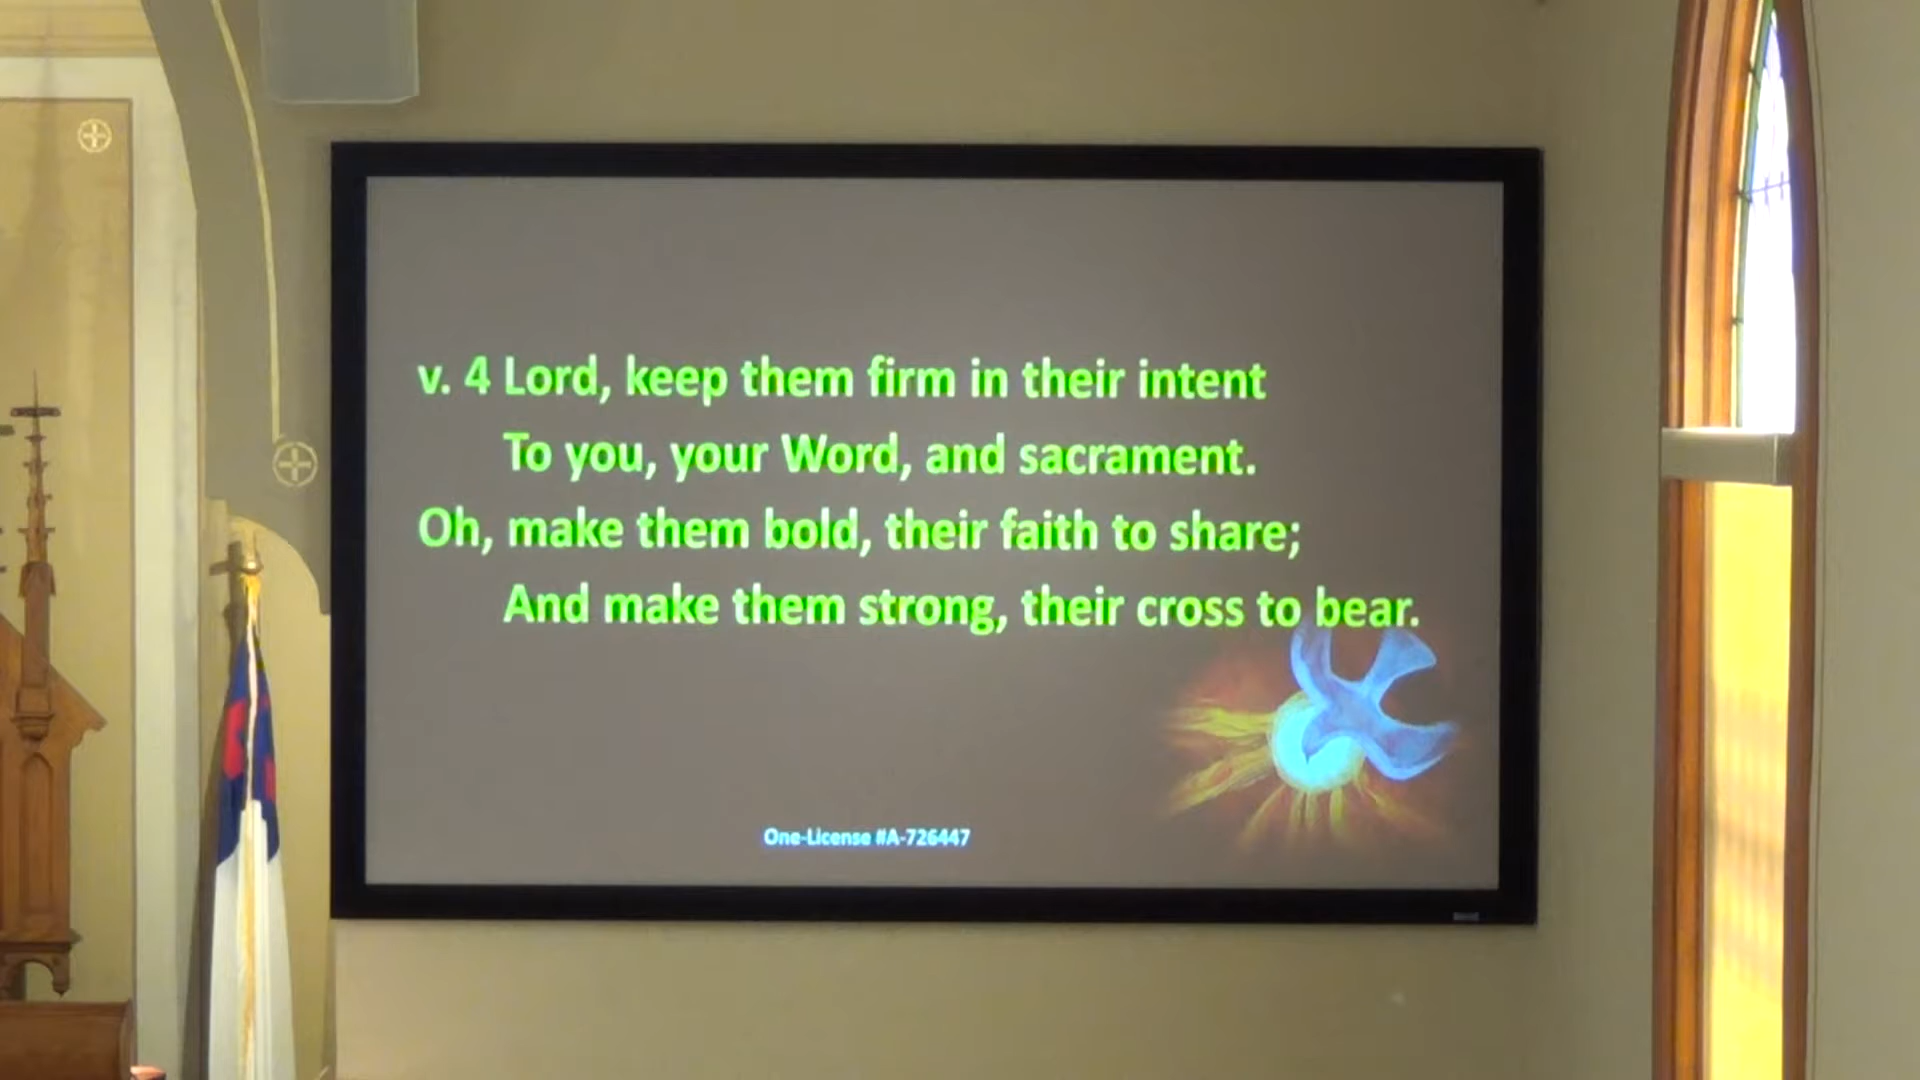 v. 4 Lord, keep them firm in their intent
To you, your Word, and sacrament.
Oh, make them bold, their faith to share;
And make them strong, their cross to bear.
One-License #A-726447